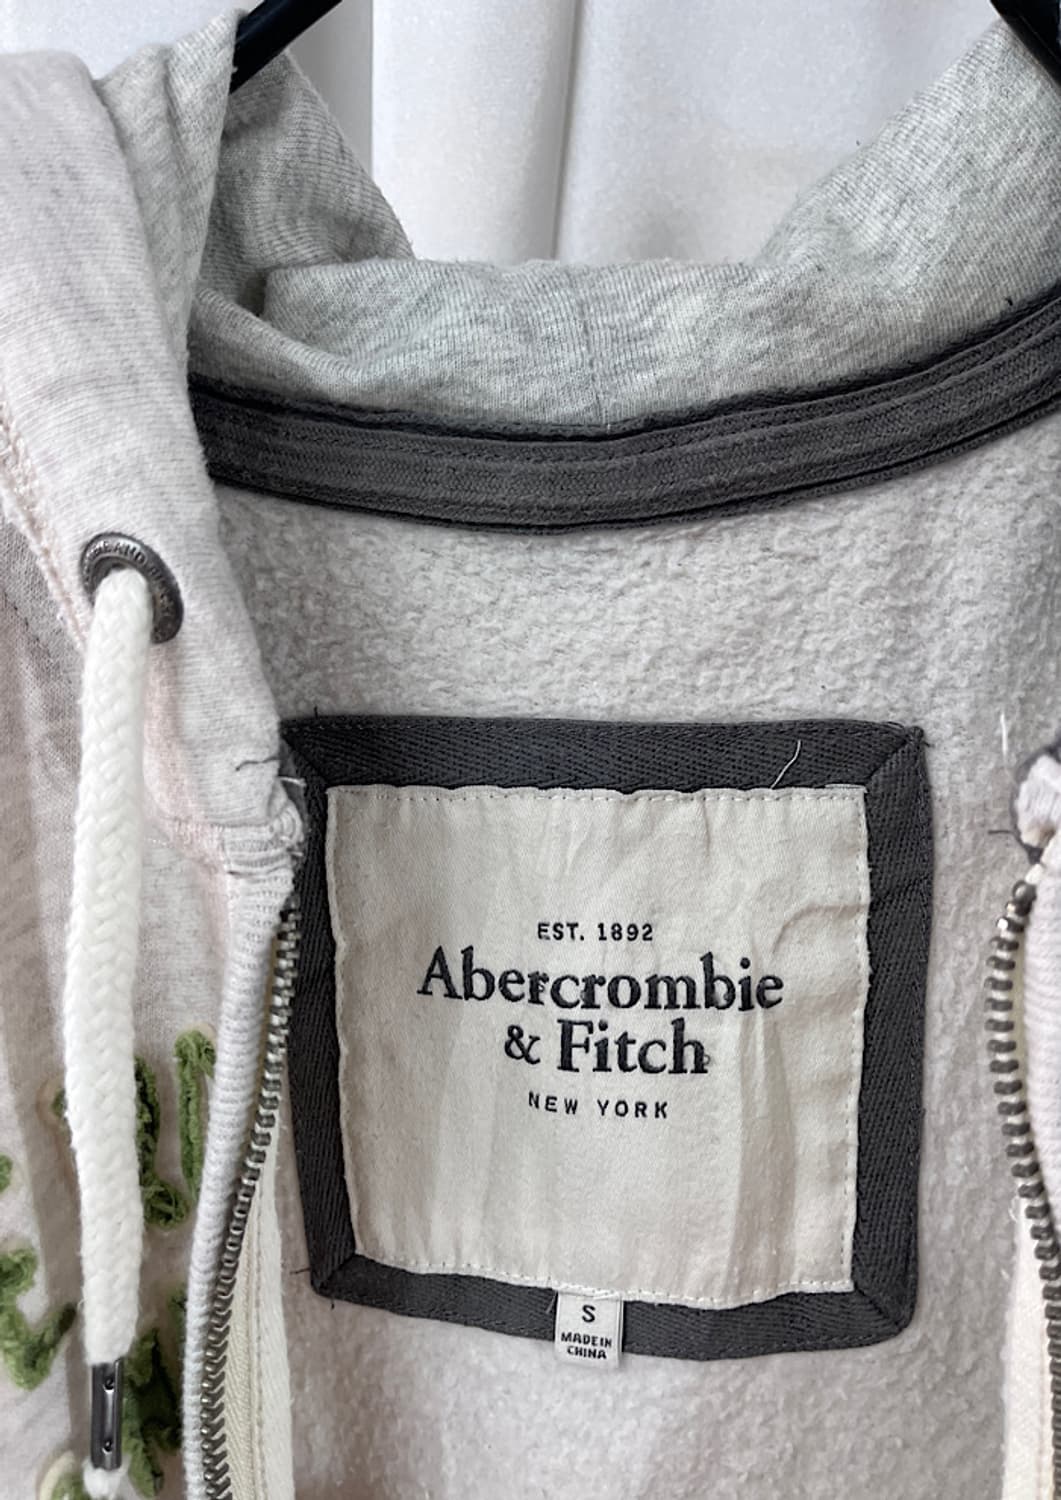 EST. 1892
Abercrombie
& Fitch
NEW YORK
S
MADE IN
CHINA